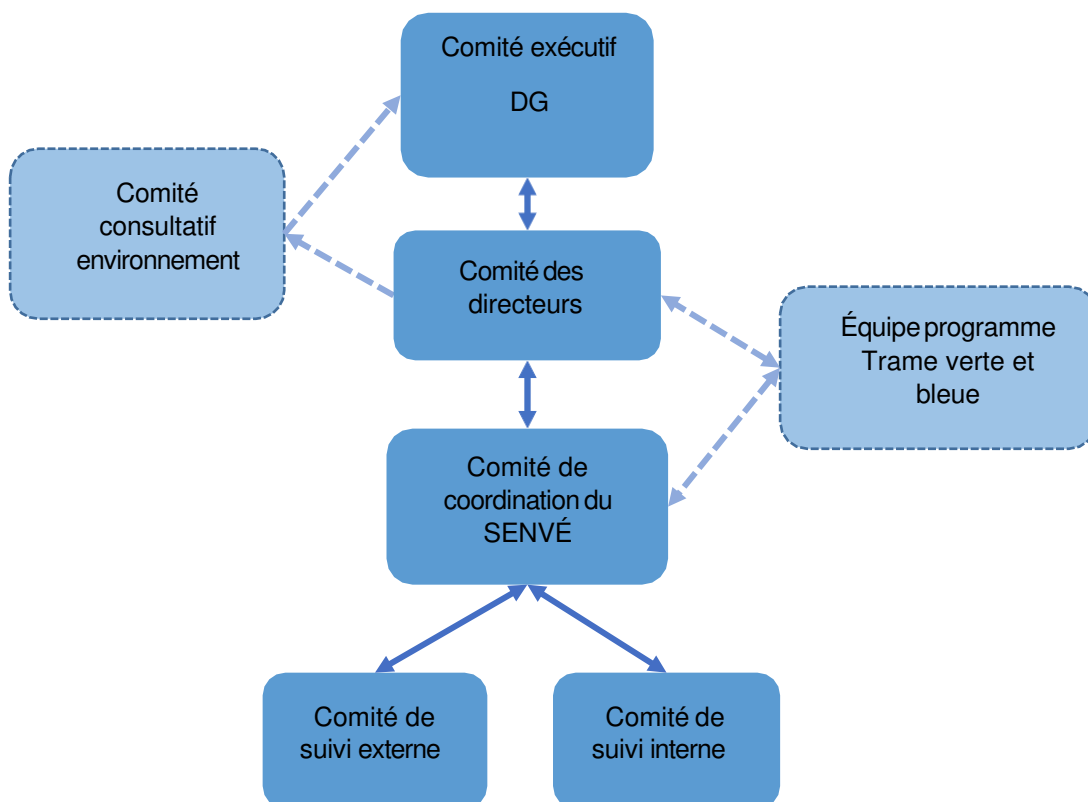 Comité exécutif
DG
Comité
consultatif
environnement
Comité des
directeurs
Équipe programme
Trame verte et
bleue
Comité de
coordination du
SENVÉ
Comité de
suivi externe
Comité de
suivi interne